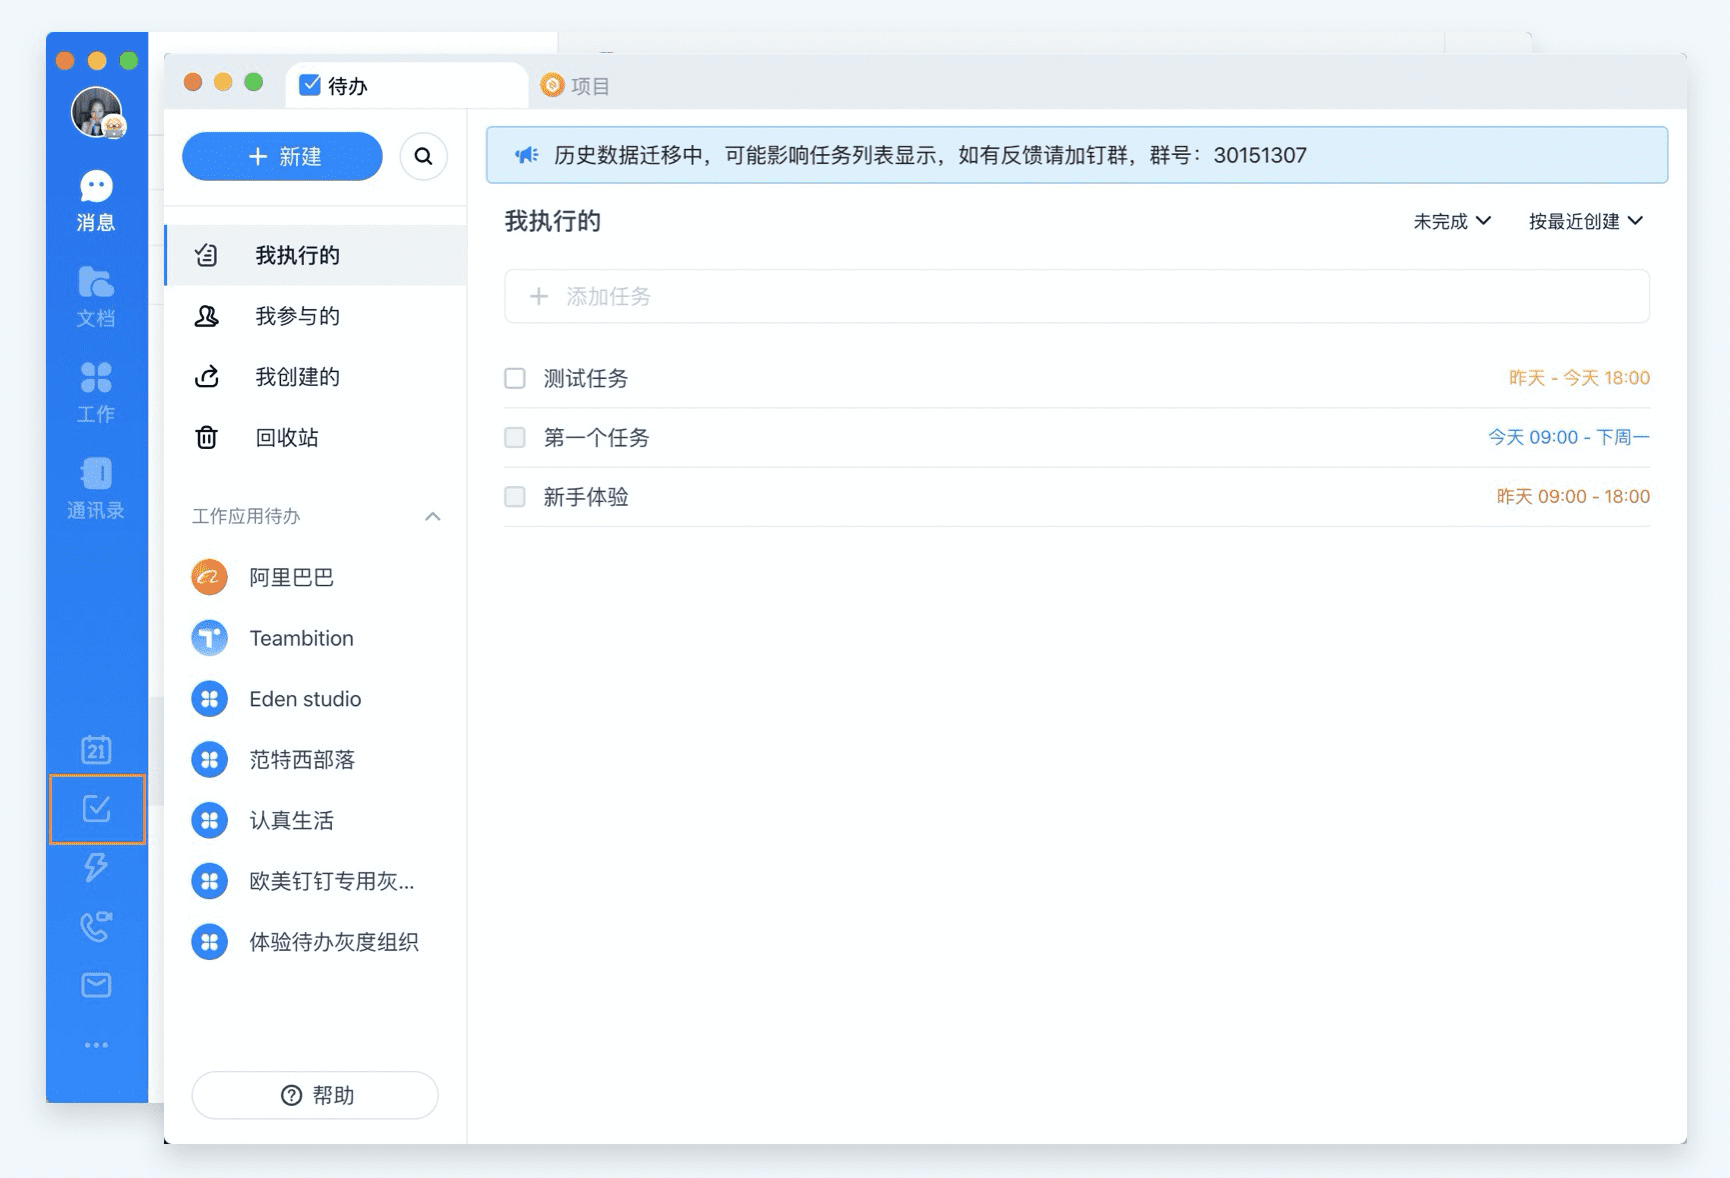 消息
文档
工作
通讯录
21
待办
项目
新建
我执行的
我参与的
我创建的
回收站
工作应用待办
阿里巴巴
Teambition
Eden studio
范特西部落
认真生活
欧美钉钉专用灰...
体验待办灰度组织
帮助
历史数据迁移中，可能影响任务列表显示，如有反馈请加钉群，群号：30151307
我执行的 未完成 按最近创建
添加任务
测试任务 昨天 - 今天 18:00
第一个任务 今天 09:00 - 下周一
新手体验 昨天 09:00 - 18:00